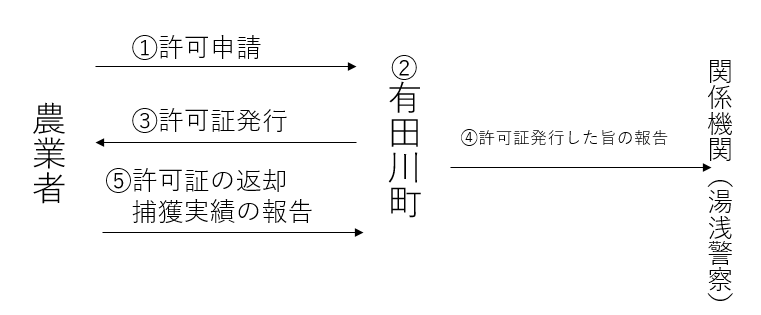 農業者
①許可申請
③許可証発行
⑤許可証の返却
捕獲実績の報告
②有田川町
④許可証発行した旨の報告
関係機関（湯浅警察）